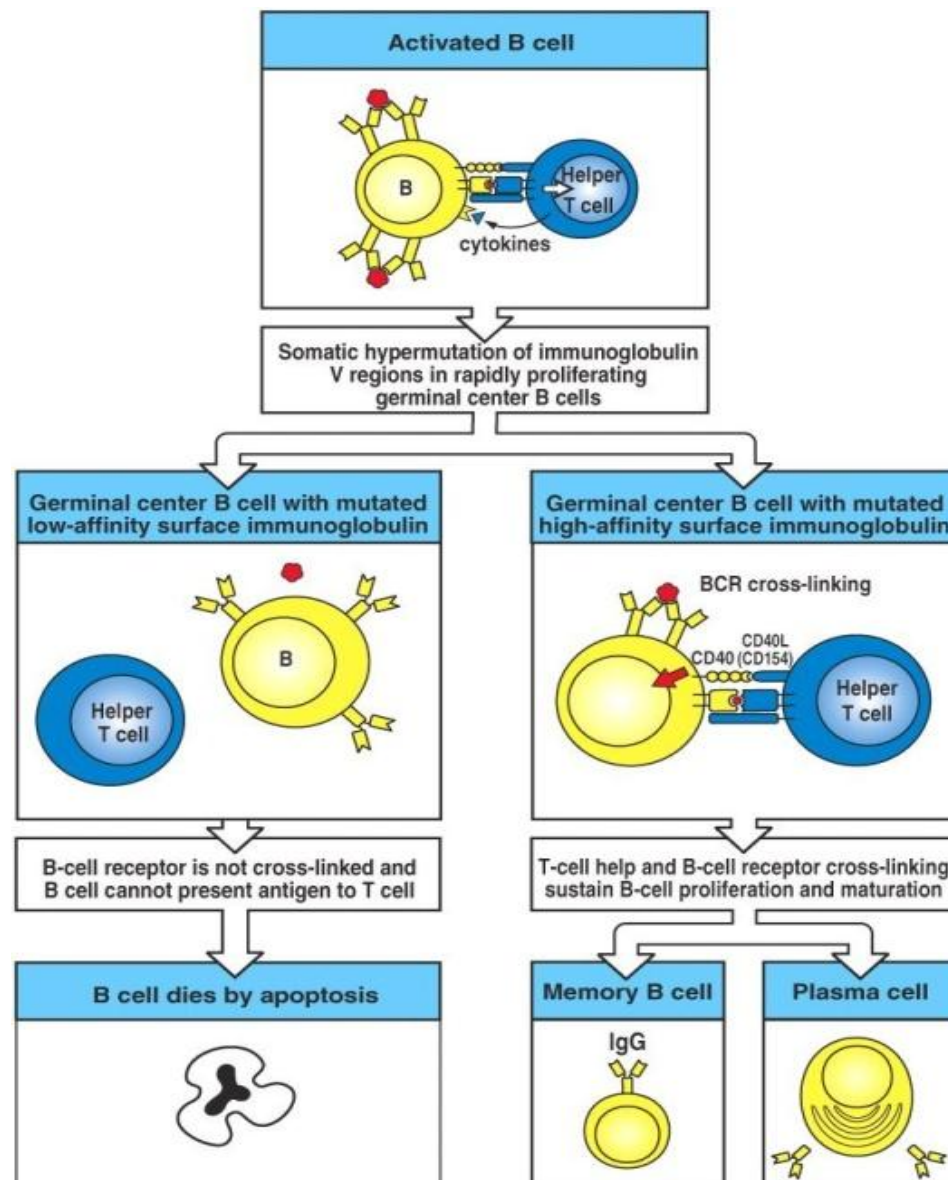 Activated B cell
B
Helper
T cell
cytokines
Somatic hypermutation of immunoglobulin
V regions in rapidly proliferating
germinal center B cells
Germinal center B cell with mutated
low-affinity surface immunoglobulin
B
Helper
T cell
Germinal center B cell with mutated
high-affinity surface immunoglobulin
BCR cross-linking
CD40L
CD40 (CD154)
Helper
T cell
B-cell receptor is not cross-linked and
B cell cannot present antigen to T cell
T-cell help and B-cell receptor cross-linking
sustain B-cell proliferation and maturation
B cell dies by apoptosis
Memory B cell
IgG
Plasma cell